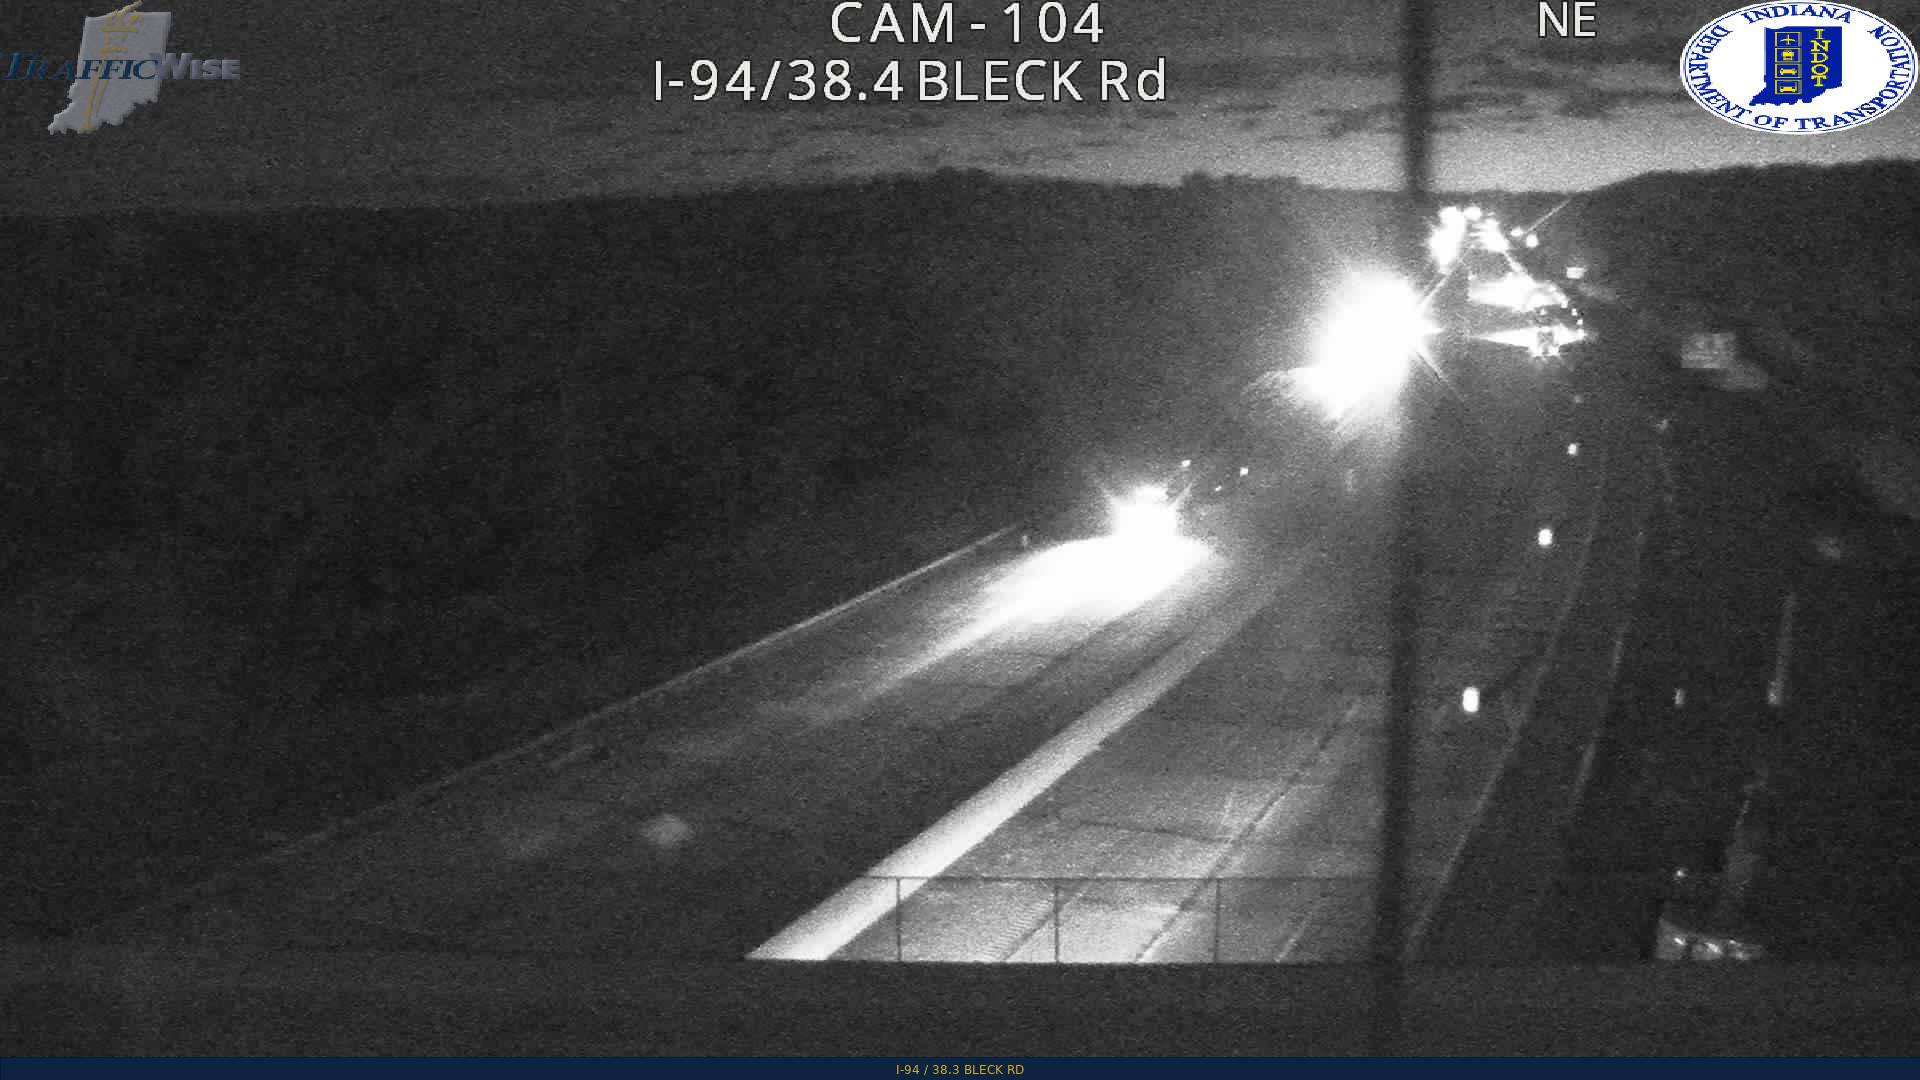 CAM-104
NE
I-94/38.4 BLECK Rd
TRAFFICWISE
INDIANA
DEPARTMENT OF TRANSPORTATION
INDOT
I-94 / 38.3 BLECK RD